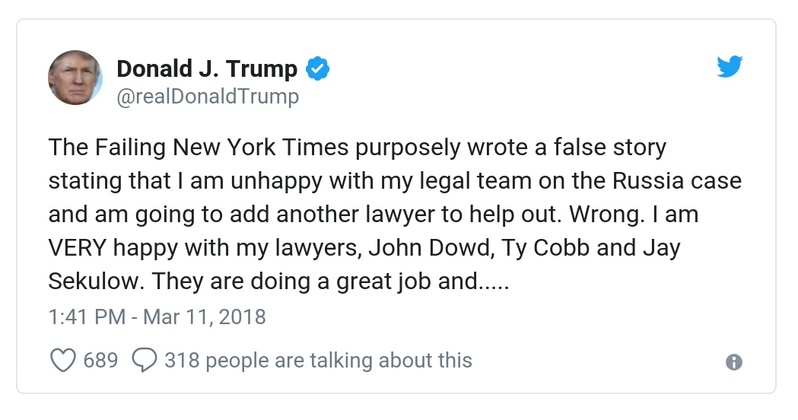 Donald J. Trump
@realDonaldTrump
The Failing New York Times purposely wrote a false story
stating that I am unhappy with my legal team on the Russia case
and am going to add another lawyer to help out. Wrong. I am
VERY happy with my lawyers, John Dowd, Ty Cobb and Jay
Sekulow. They are doing a great job and.....
1:41 PM - Mar 11, 2018
689 318 people are talking about this